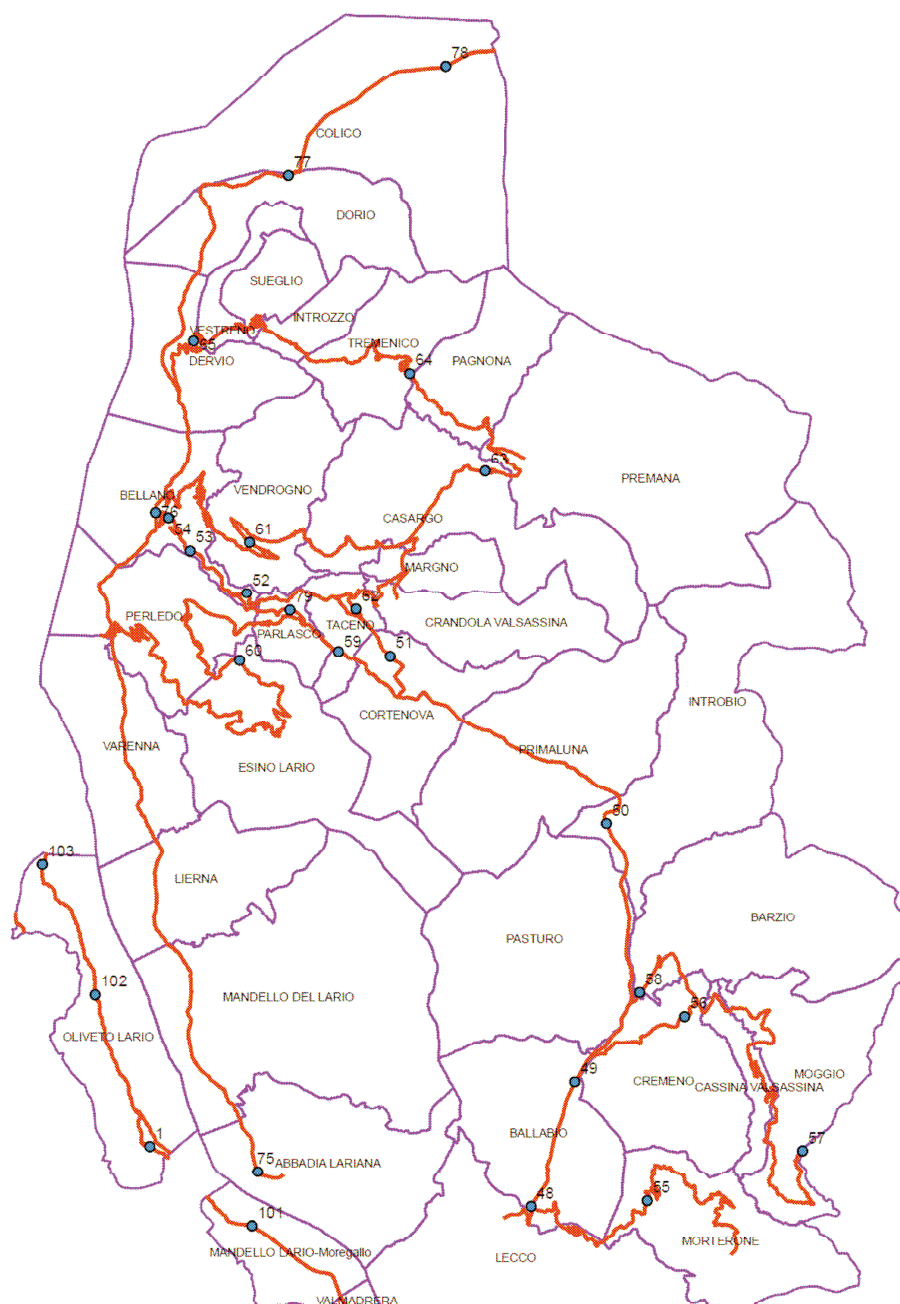 78
COLICO
77
DORIO
SUEGLIO
INTROZZO
VESTRENO
65
TREMENICO
DERVIO
64
PAGNONA
63
PREMANA
VENDROGNO
BELLANO
76
54
CASARGO
61
53
MARGNO
52
79
62
PERLEDO
TACENO
CRANDOLA VALSASSINA
PARLASCO
59
51
60
INTROBIO
CORTENOVA
VARENNA
PRIMALUNA
ESINO LARIO
50
103
LIERNA
BARZIO
PASTURO
102
58
MANDELLO DEL LARIO
56
OLIVETO LARIO
49
MOGGIO
CREMENO
CASSINA VALSASSINA
1
BALLABIO
57
75
ABBADIA LARIANA
55
48
101
MORTERONE
MANDELLO LARIO-Moregallo
LECCO
VALMADRERA